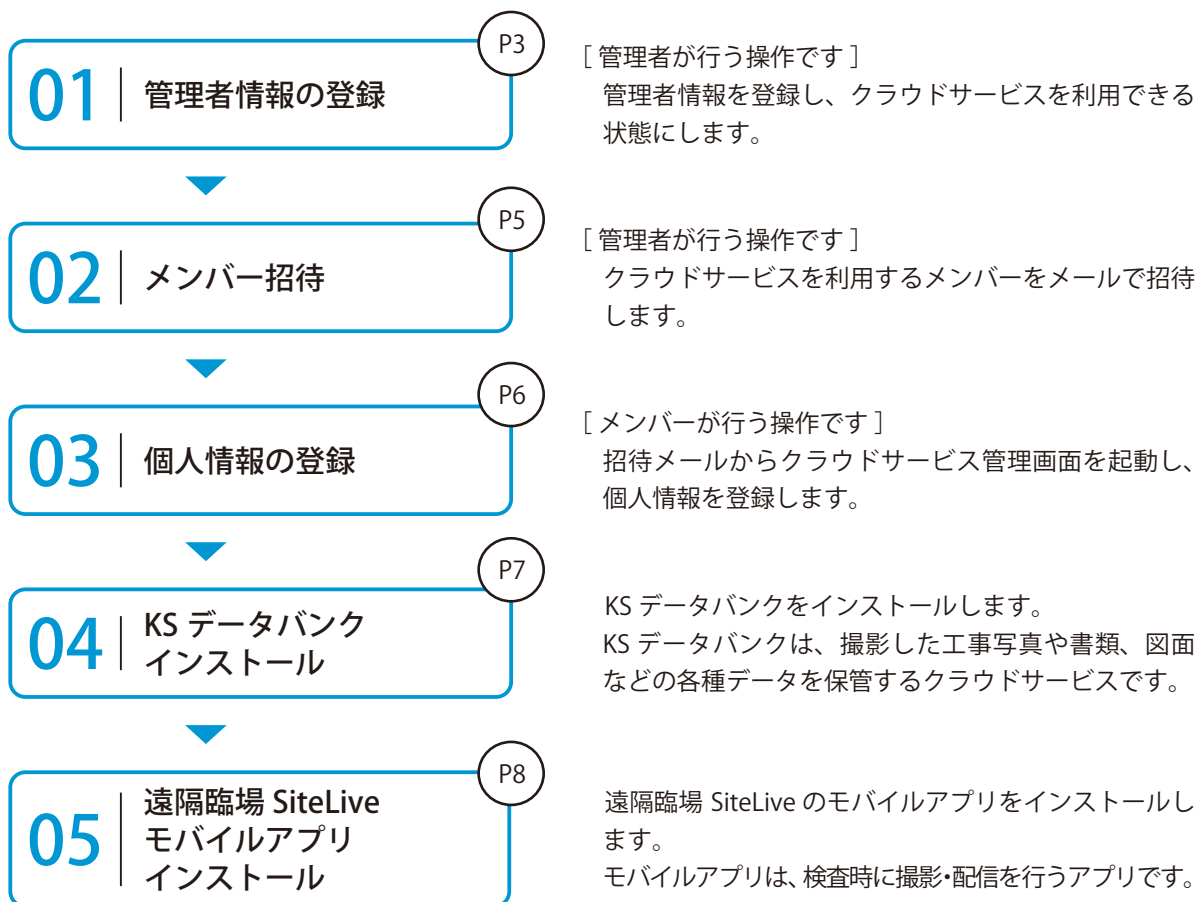 P3
01 管理者情報の登録
［管理者が行う操作です］
管理者情報を登録し、クラウドサービスを利用できる
状態にします。
P5
02 メンバー招待
［管理者が行う操作です］
クラウドサービスを利用するメンバーをメールで招待
します。
P6
03 個人情報の登録
［メンバーが行う操作です］
招待メールからクラウドサービス管理画面を起動し、
個人情報を登録します。
P7
04 KS データバンク
インストール
KS データバンクをインストールします。
KS データバンクは、撮影した工事写真や書類、図面
などの各種データを保管するクラウドサービスです。
P8
05 遠隔臨場 SiteLive
モバイルアプリ
インストール
遠隔臨場 SiteLive のモバイルアプリをインストールし
ます。
モバイルアプリは、検査時に撮影・配信を行うアプリです。